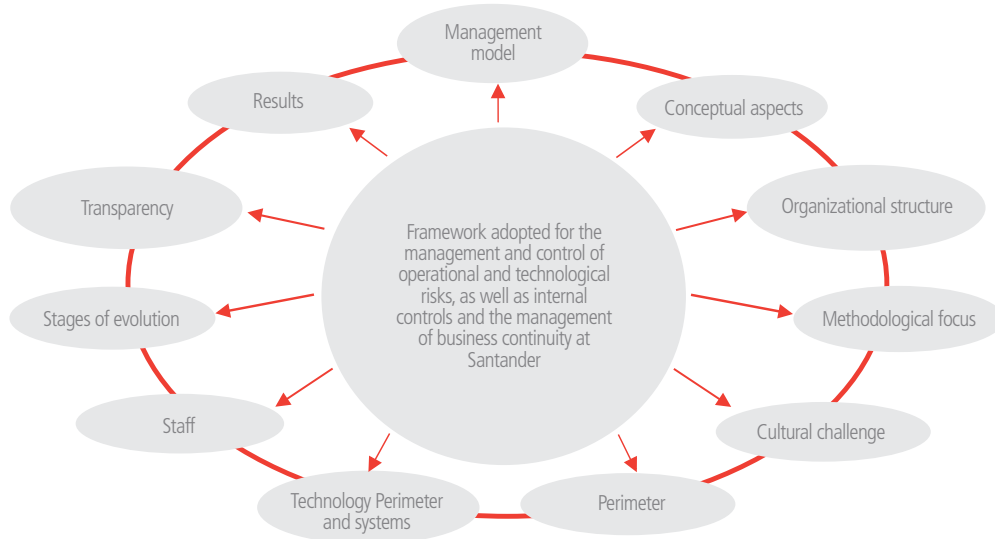 Management
model
Results
Conceptual aspects
Transparency
Organizational structure
Framework adopted for the
management and control of
operational and technological
risks, as well as internal
controls and the management
of business continuity at
Santander
Stages of evolution
Methodological focus
Staff
Cultural challenge
Technology Perimeter
and systems
Perimeter